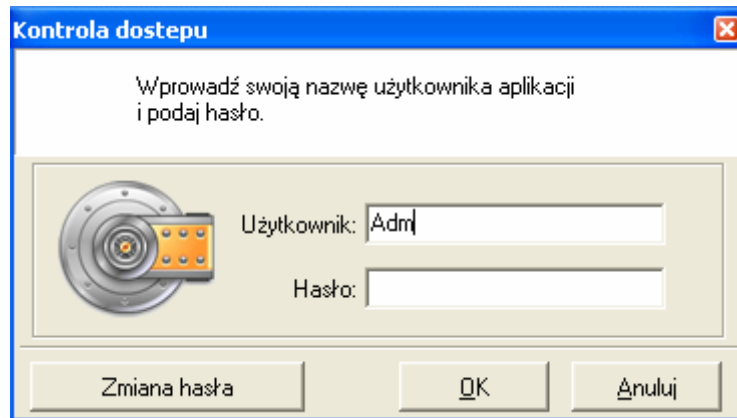 Kontrola dostepu
Wprowadź swoją nazwę użytkownika aplikacji
i podaj hasło.
Użytkownik: Adm
Hasło:
Zmiana hasła OK Anuluj